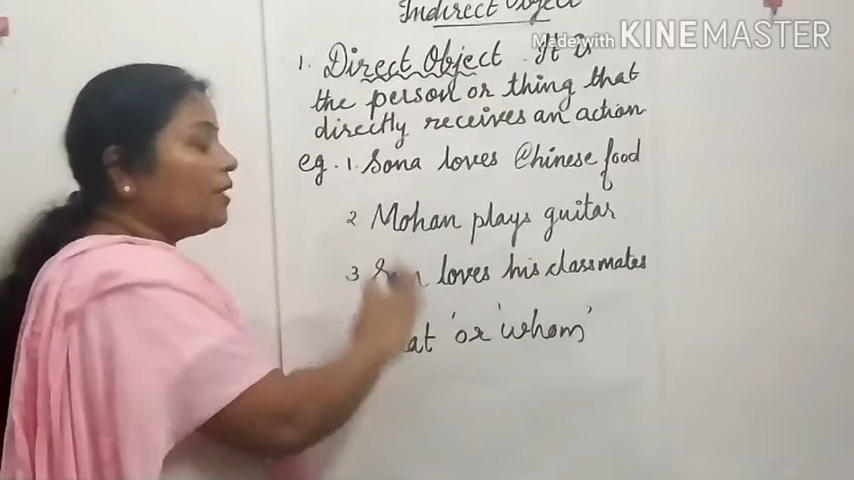 Indirect Object
Made with KINEMASTER
1. Direct Object. It is
the person or thing that
directly receives an action.
eg. 1. Sona loves Chinese food
2 Mohan plays guitar
3 loves his classmates
'or 'whom'